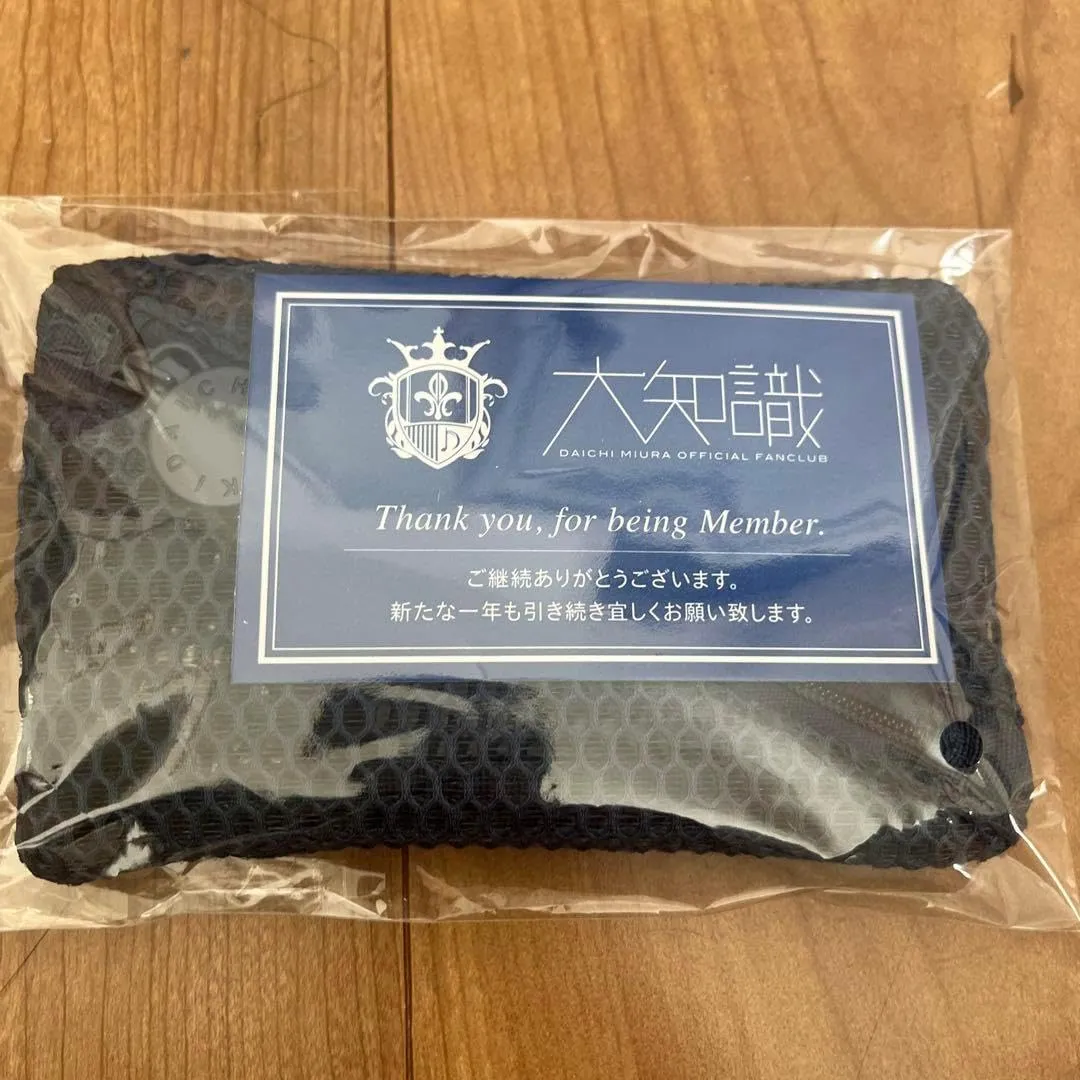 大知識
DAICHI MIURA OFFICIAL FANCLUB
Thank you, for being Member.
ご継続ありがとうございます。
新たな一年も引き続き宜しくお願い致します。